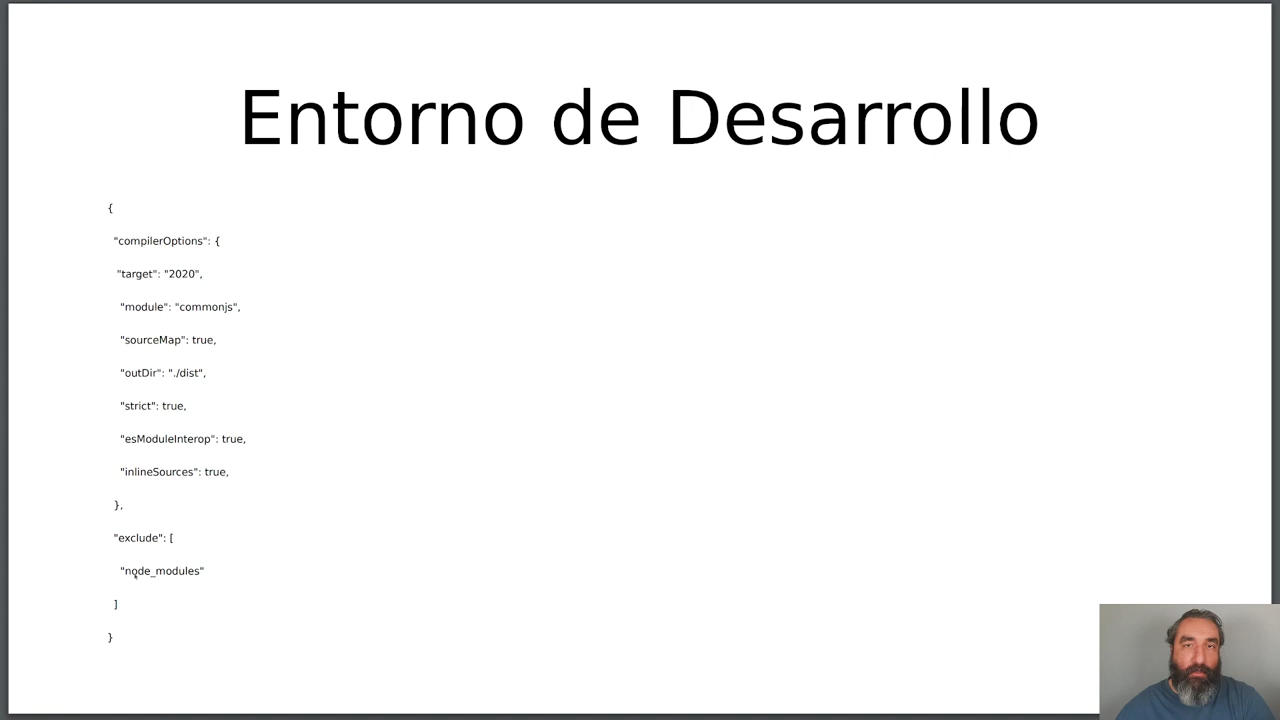 Entorno de Desarrollo
{
"compilerOptions": {
"target": "2020",
"module": "commonjs",
"sourceMap": true,
"outDir": "./dist",
"strict": true,
"esModuleInterop": true,
"inlineSources": true,
},
"exclude": [
"node_modules"
]
}